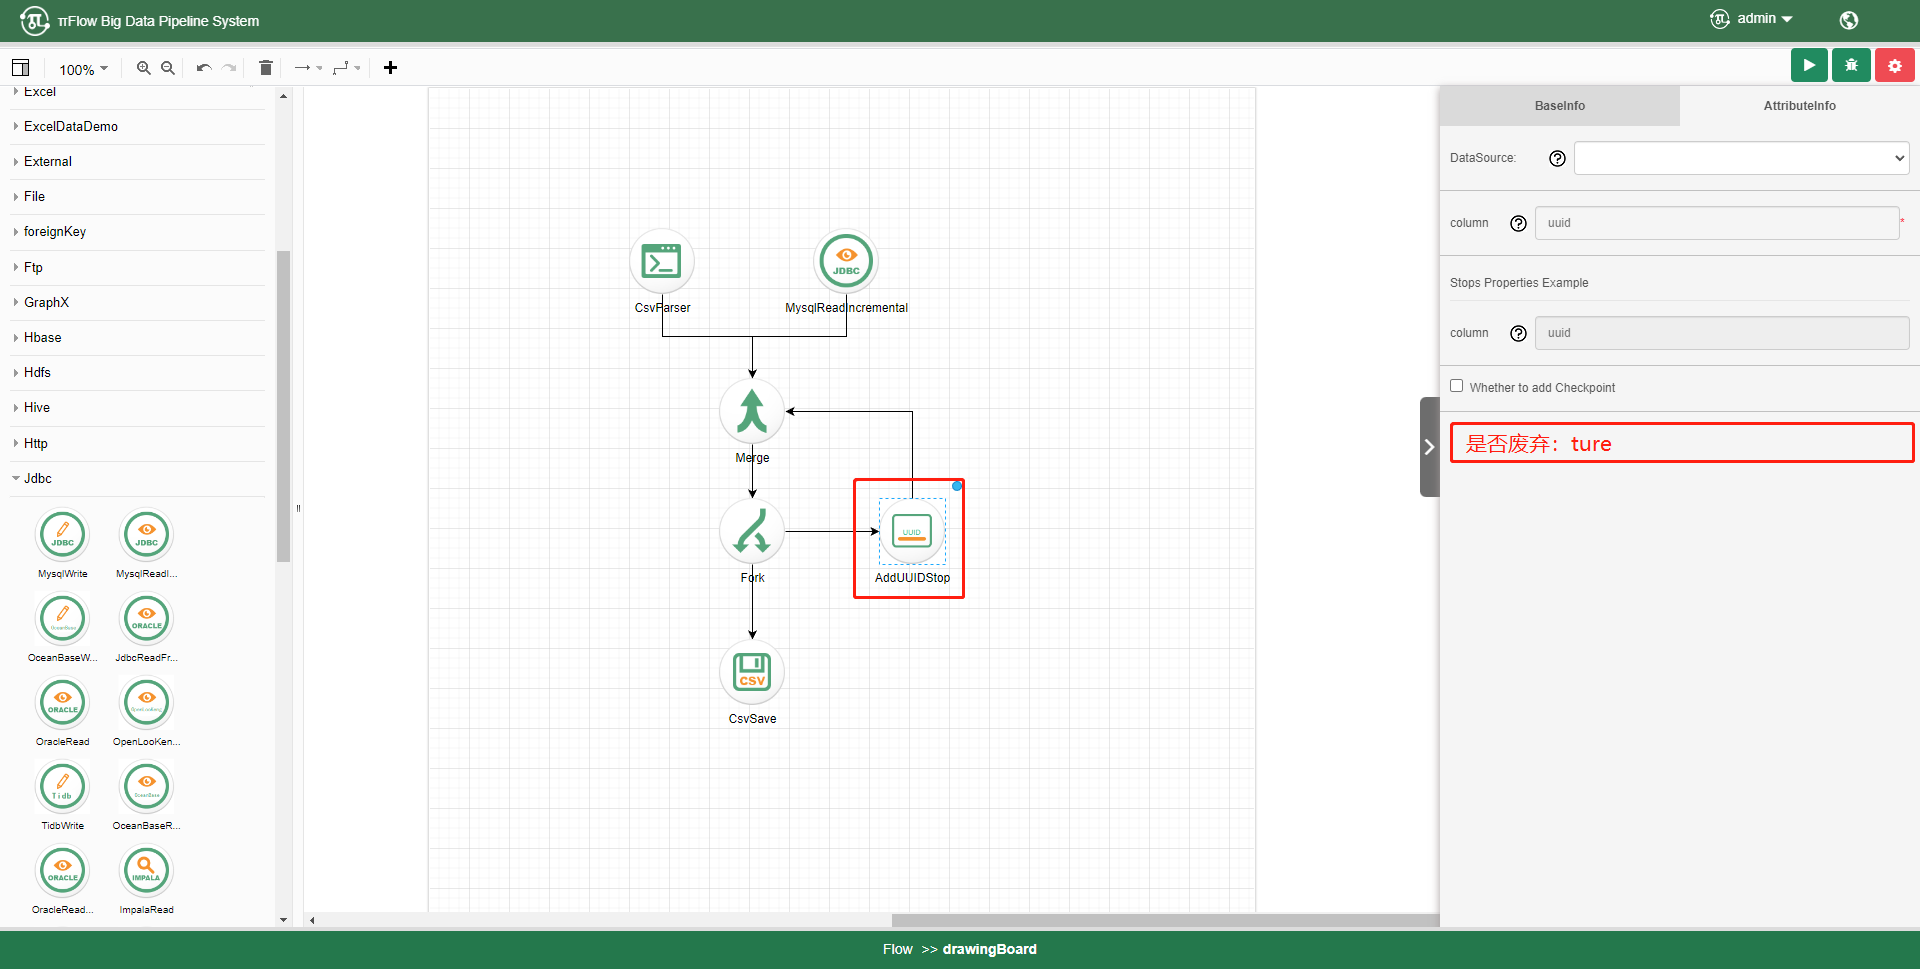 πFlow Big Data Pipeline System
admin
100%
BaseInfo
AttributeInfo
Excel
ExcelDataDemo
External
File
foreignKey
Ftp
GraphX
Hbase
Hdfs
Hive
Http
Jdbc
JDBC
JDBC
MysqlWrite
MysqlReadI...
OceanBase
ORACLE
OceanBaseW...
JdbcReadFr...
ORACLE
OracleRead
OpenLooKen...
Tidb
OceanBase
TidbWrite
OceanBaseR...
ORACLE
IMPALA
OracleRead...
ImpalaRead
JDBC
CsvParser
MysqlReadIncremental
Merge
UUID
Fork
AddUUIDStop
CSV
CsvSave
DataSource:
column
uuid
*
Stops Properties Example
column
uuid
Whether to add Checkpoint
是否废弃：ture
Flow >> drawingBoard